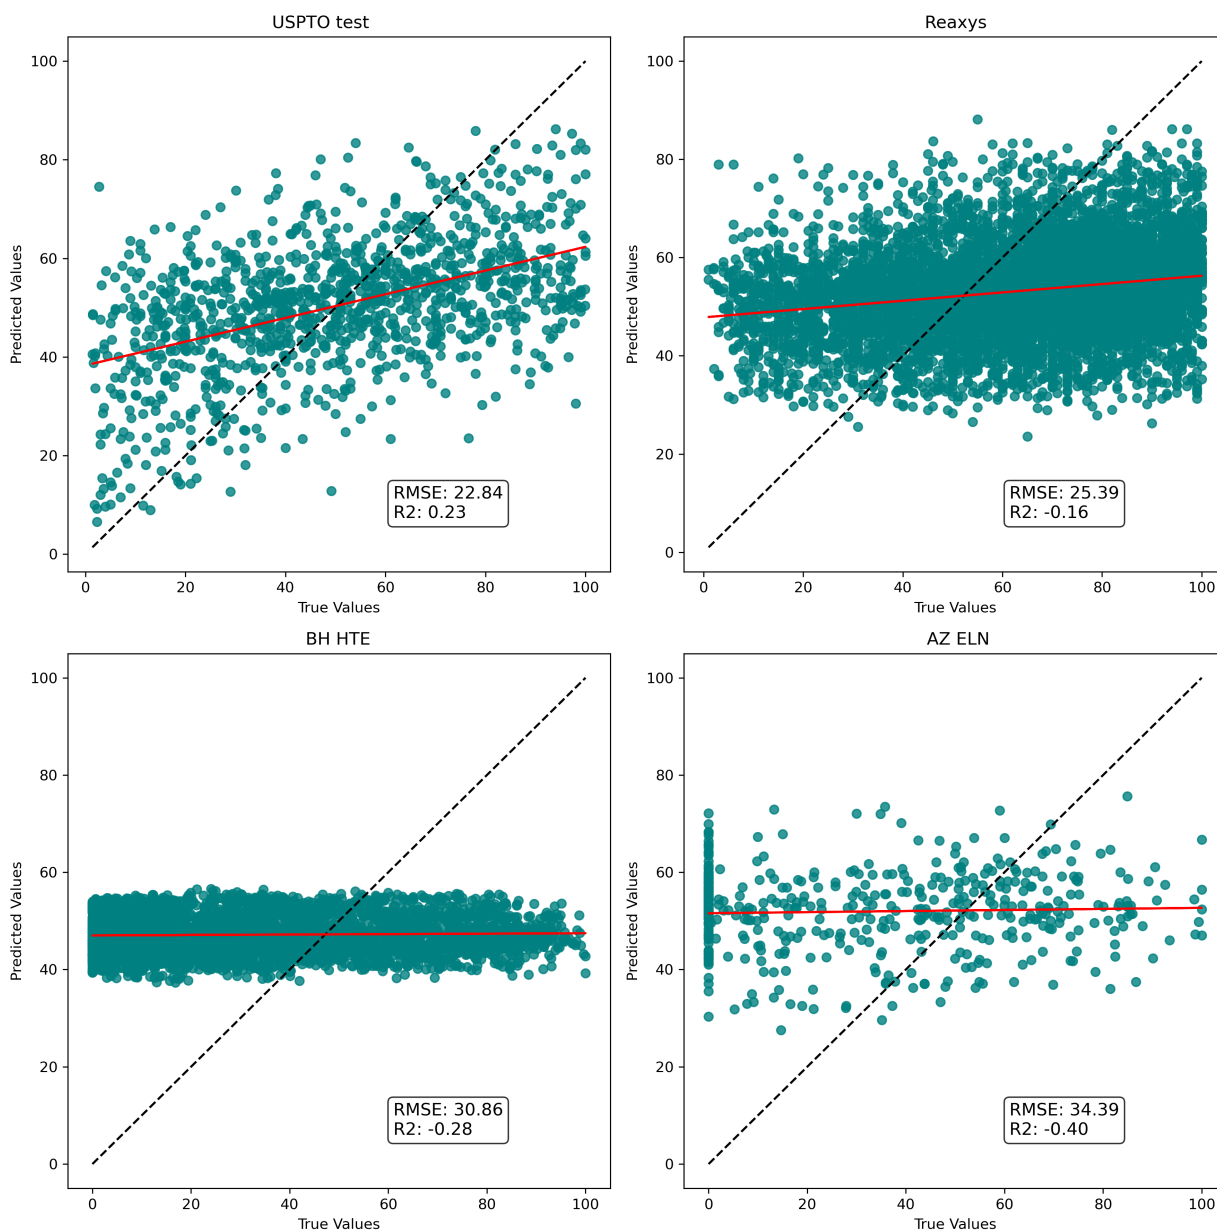 USPTO test
Predicted Values
100
80
60
40
20
0
RMSE: 22.84
R2: 0.23
0 20 40 60 80 100
True Values
Reaxys
Predicted Values
100
80
60
40
20
0
RMSE: 25.39
R2: -0.16
0 20 40 60 80 100
True Values
BH HTE
Predicted Values
100
80
60
40
20
0
RMSE: 30.86
R2: -0.28
0 20 40 60 80 100
True Values
AZ ELN
Predicted Values
100
80
60
40
20
0
RMSE: 34.39
R2: -0.40
0 20 40 60 80 100
True Values